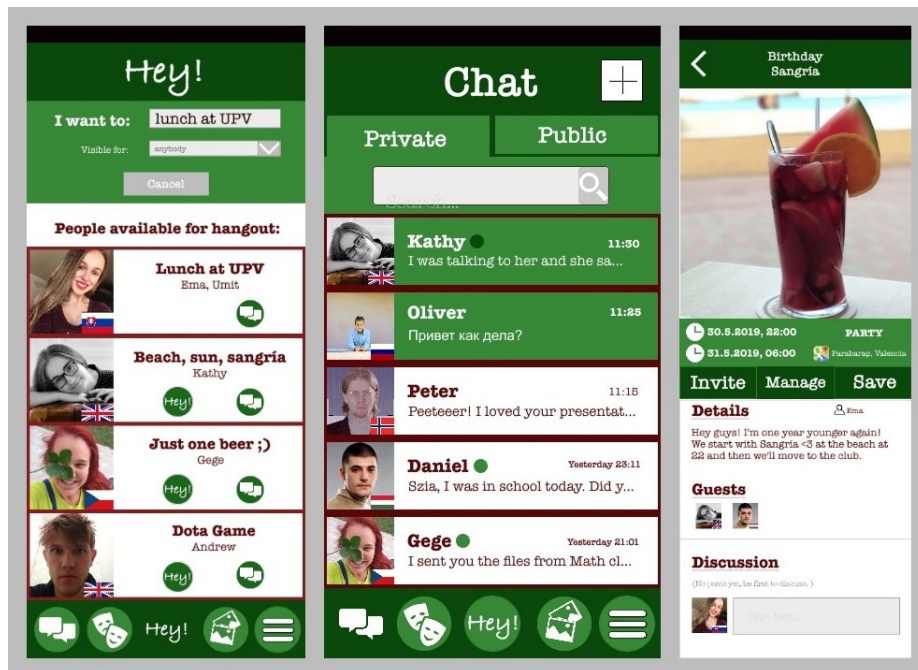 Hey!
I want to: lunch at UPV
Visible for: anybody
Cancel
People available for hangout:
Lunch at UPV
Ema, Umit
Beach, sun, sangría
Kathy
Hey!
Just one beer ;)
Gege
Hey!
Dota Game
Andrew
Hey!
Hey!
Chat
Private
Public
Search...
Kathy 11:30
I was talking to her and she sa...
Oliver 11:25
Привет как дела?
Peter 11:15
Peeteeer! I loved your presentat...
Daniel Yesterday 23:11
Szia, I was in school today. Did y...
Gege Yesterday 21:01
I sent you the files from Math cl...
Hey!
Birthday
Sangría
30.5.2019, 22:00 PARTY
31.5.2019, 06:00 Parabarap, Valencia
Invite Manage Save
Details Ema
Hey guys! I'm one year younger again!
We start with Sangría <3 at the beach at
22 and then we'll move to the club.
Guests
Discussion
(No posts yet, be first to discuss. )
Type here...